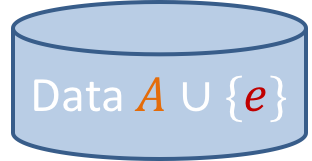 Data A ∪ {e}